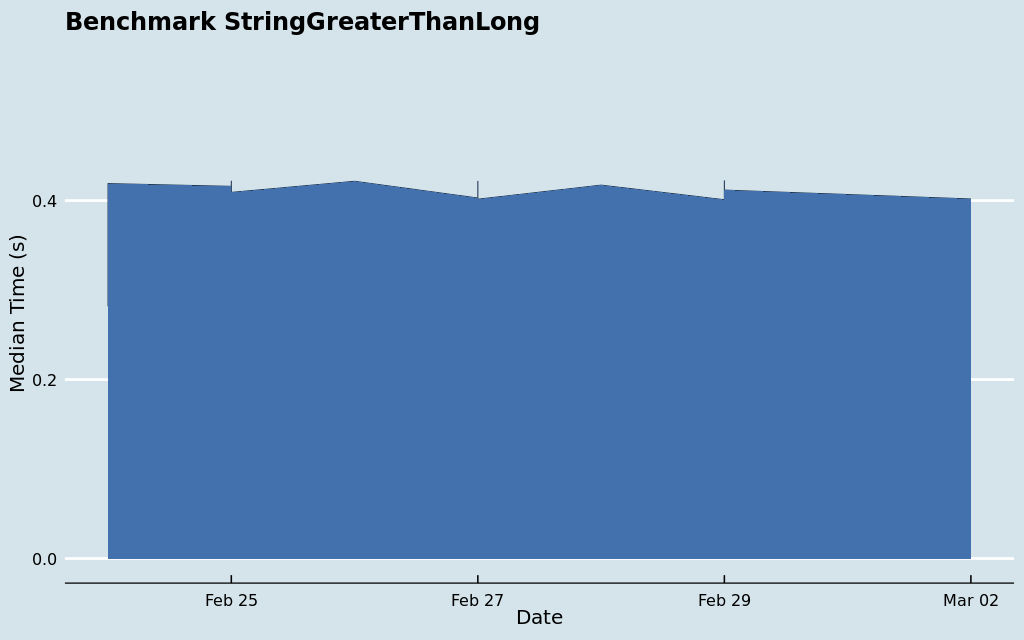 Benchmark StringGreaterThanLong
Median Time (s)
0.4
0.2
0.0
Feb 25
Feb 27
Feb 29
Mar 02
Date